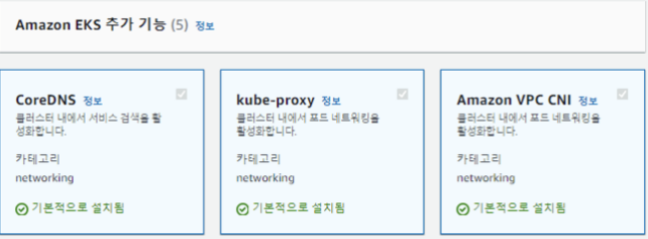 Amazon EKS 추가 기능 (5) 정보
CoreDNS 정보
클러스터 내에서 서비스 검색을 활
성화합니다.
카테고리
networking
기본적으로 설치됨
kube-proxy 정보
클러스터 내에서 포드 네트워킹을
활성화합니다.
카테고리
networking
기본적으로 설치됨
Amazon VPC CNI 정보
클러스터 내에서 포드 네트워킹을
활성화합니다.
카테고리
networking
기본적으로 설치됨